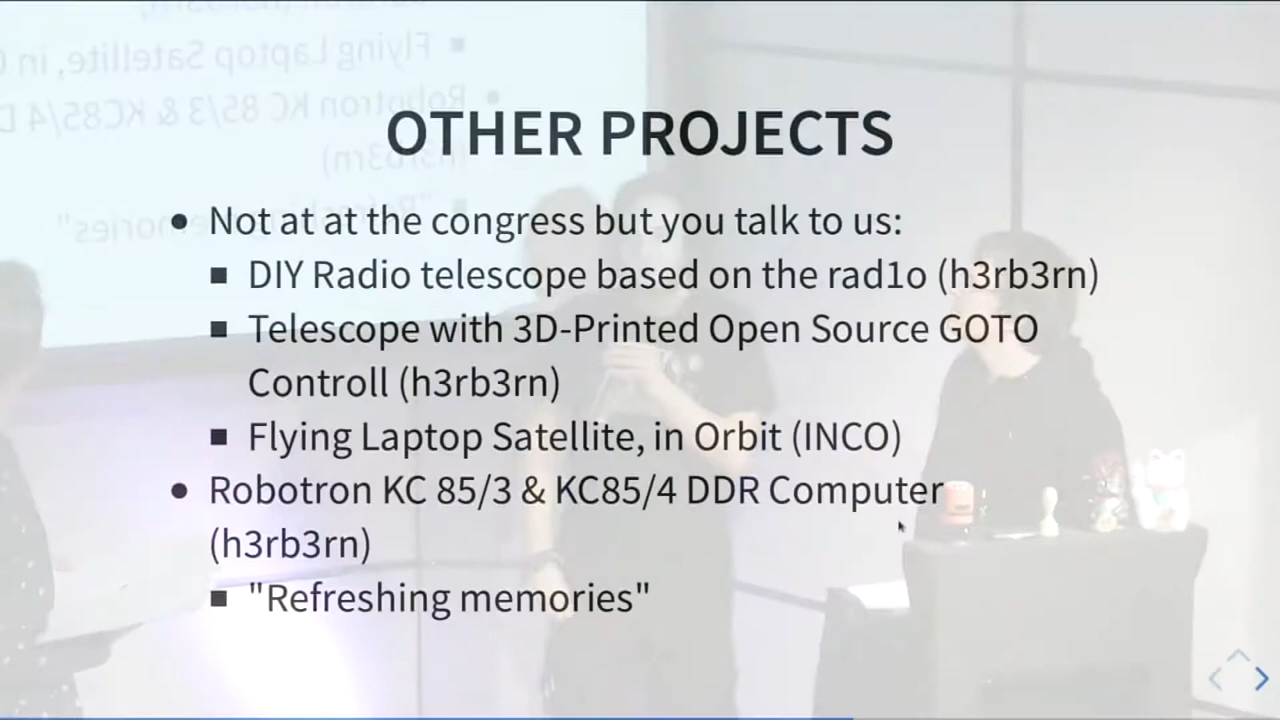 OTHER PROJECTS
Not at at the congress but you talk to us:
DIY Radio telescope based on the rad1o (h3rb3rn)
Telescope with 3D-Printed Open Source GOTO
Controll (h3rb3rn)
Flying Laptop Satellite, in Orbit (INCO)
Robotron KC 85/3 & KC85/4 DDR Computer
(h3rb3rn)
"Refreshing memories"